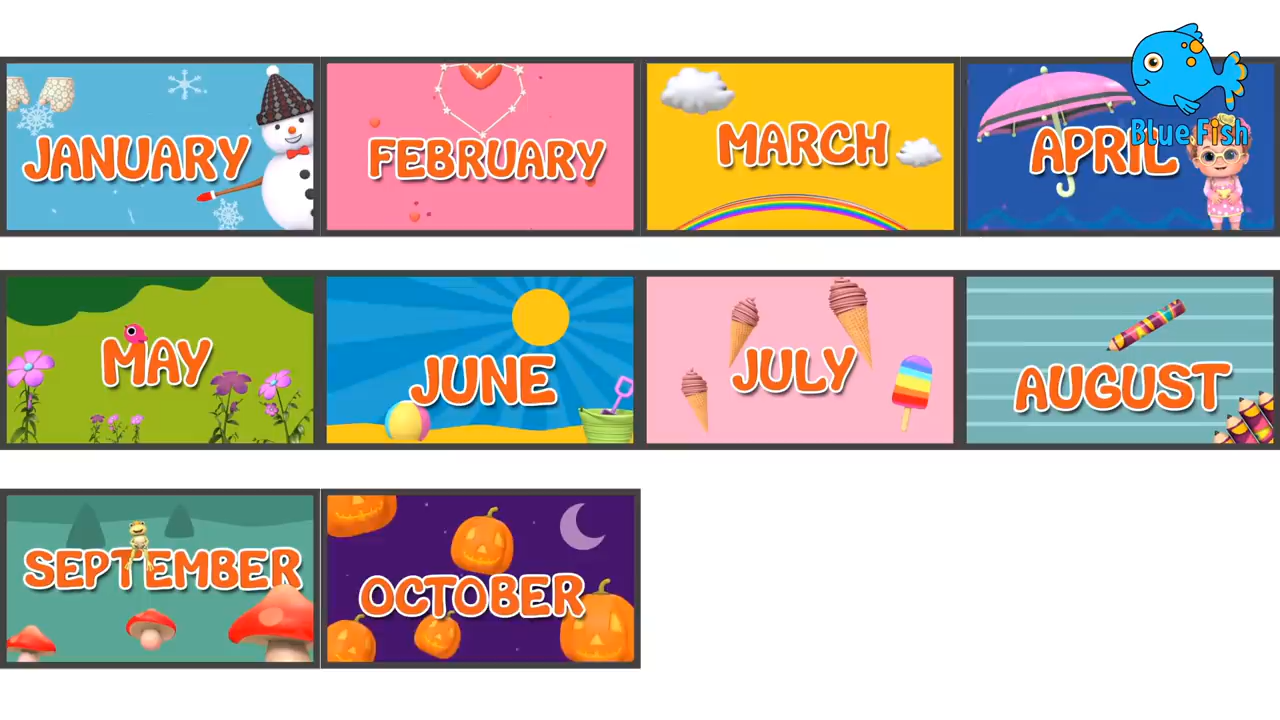 JANUARY
FEBRUARY
MARCH
APRIL
Blue Fish
MAY
JUNE
JULY
AUGUST
SEPTEMBER
OCTOBER